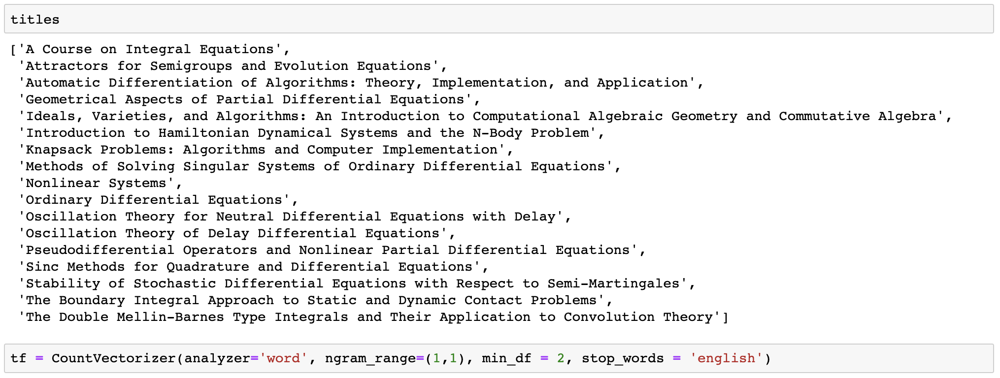 titles
['A Course on Integral Equations',
'Attractors for Semigroups and Evolution Equations',
'Automatic Differentiation of Algorithms: Theory, Implementation, and Application',
'Geometrical Aspects of Partial Differential Equations',
'Ideals, Varieties, and Algorithms: An Introduction to Computational Algebraic Geometry and Commutative Algebra',
'Introduction to Hamiltonian Dynamical Systems and the N-Body Problem',
'Knapsack Problems: Algorithms and Computer Implementation',
'Methods of Solving Singular Systems of Ordinary Differential Equations',
'Nonlinear Systems',
'Ordinary Differential Equations',
'Oscillation Theory for Neutral Differential Equations with Delay',
'Oscillation Theory of Delay Differential Equations',
'Pseudodifferential Operators and Nonlinear Partial Differential Equations',
'Sinc Methods for Quadrature and Differential Equations',
'Stability of Stochastic Differential Equations with Respect to Semi-Martingales',
'The Boundary Integral Approach to Static and Dynamic Contact Problems',
'The Double Mellin-Barnes Type Integrals and Their Application to Convolution Theory']
tf = CountVectorizer(analyzer='word', ngram_range=(1,1), min_df = 2, stop_words = 'english')